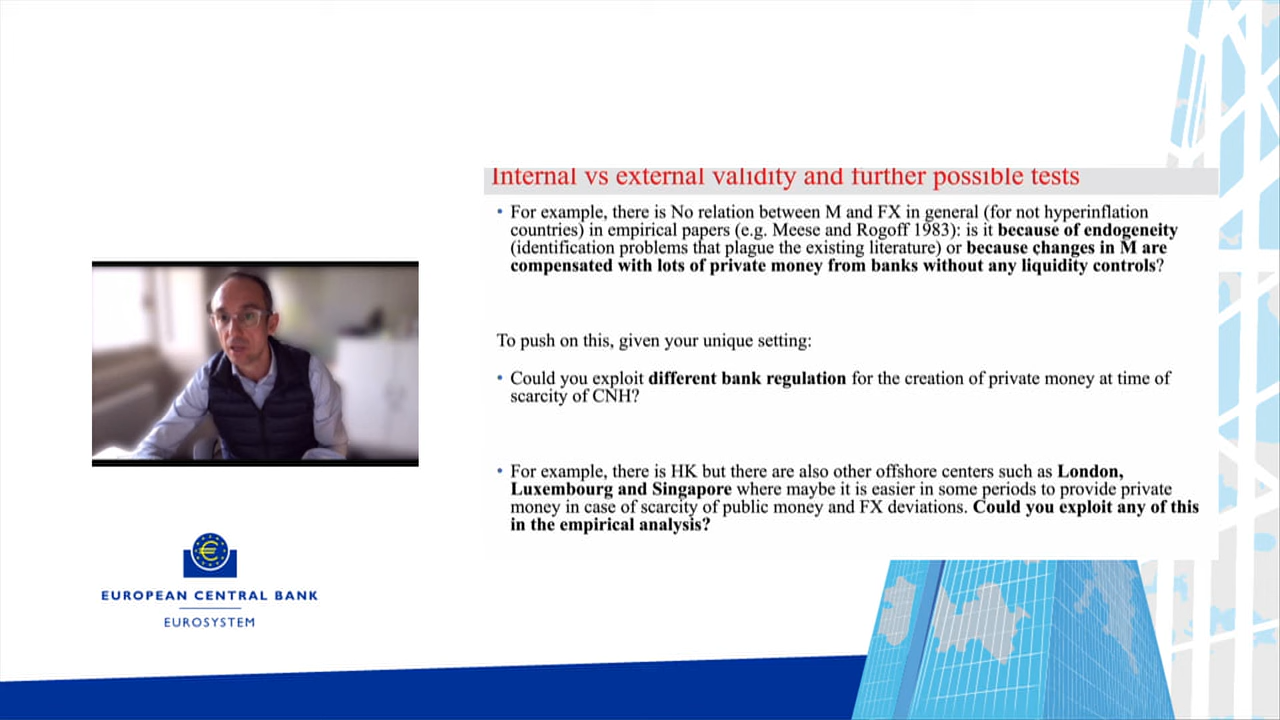 Internal vs external validity and further possible tests
• For example, there is No relation between M and FX in general (for not hyperinflation
countries) in empirical papers (e.g. Meese and Rogoff 1983): is it because of endogeneity
(identification problems that plague the existing literature) or because changes in M are
compensated with lots of private money from banks without any liquidity controls?
To push on this, given your unique setting:
• Could you exploit different bank regulation for the creation of private money at time of
scarcity of CNH?
• For example, there is HK but there are also other offshore centers such as London,
Luxembourg and Singapore where maybe it is easier in some periods to provide private
money in case of scarcity of public money and FX deviations. Could you exploit any of this
in the empirical analysis?
EUROPEAN CENTRAL BANK
EUROSYSTEM